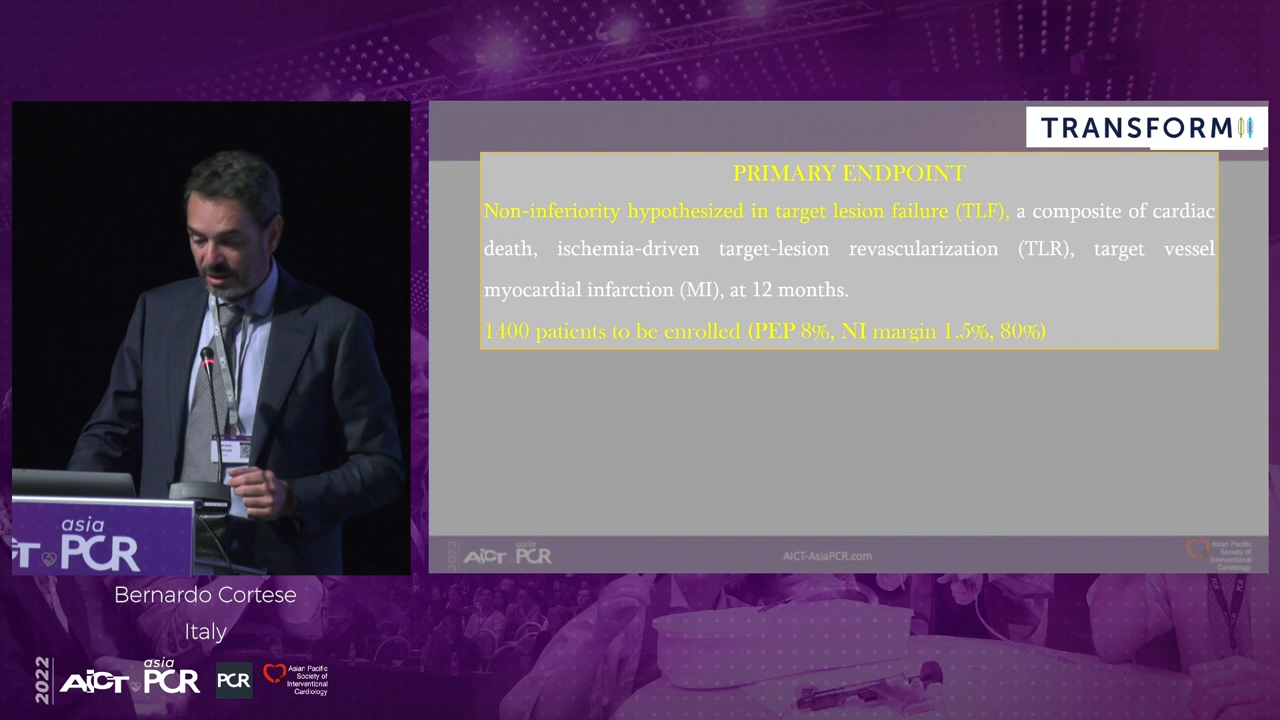 TRANSFORM II
PRIMARY ENDPOINT
Non-inferiority hypothesized in target lesion failure (TLF), a composite of cardiac
death, ischemia-driven target-lesion revascularization (TLR), target vessel
myocardial infarction (MI), at 12 months.
1400 patients to be enrolled (PEP 8%, NI margin 1.5%, 80%)
2022 AICT asia PCR
AICT-AsiaPCR.com
Asian Pacific
Society of
Interventional
Cardiology
asia
CT PCR
Bernardo Cortese
Italy
2022 AICT asia PCR
PCR
Asian Pacific
Society of
Interventional
Cardiology